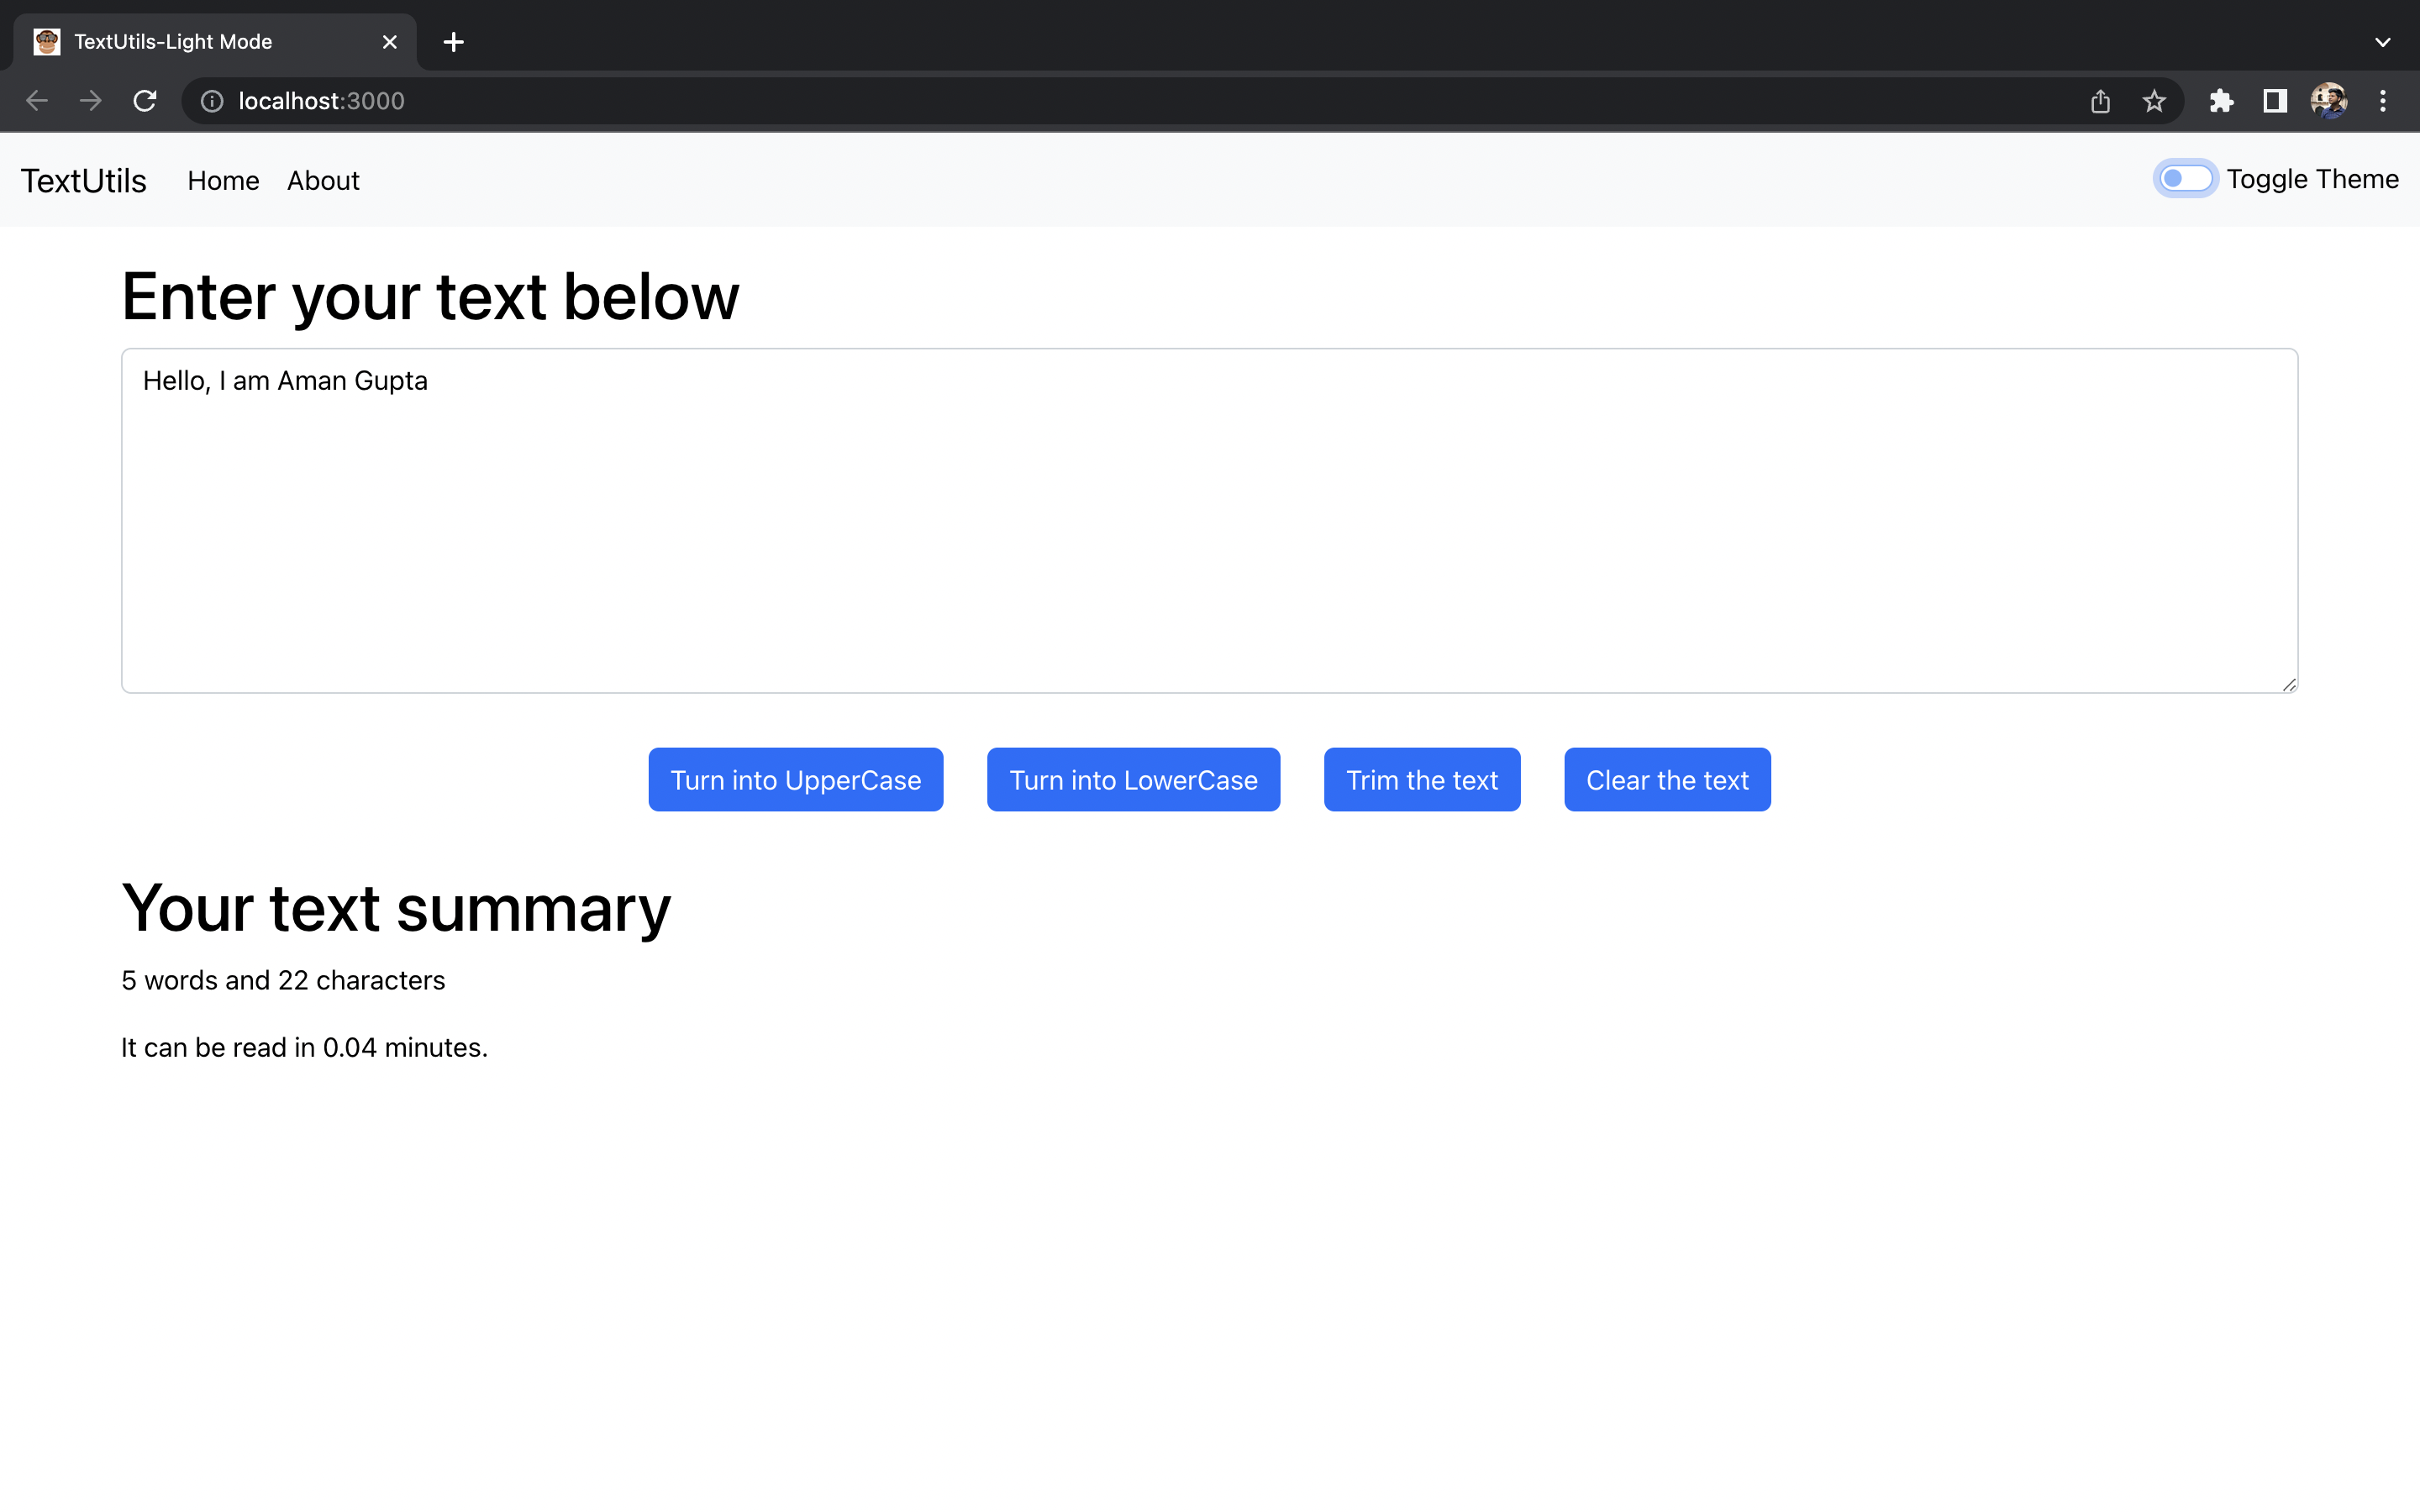 TextUtils-Light Mode
localhost:3000
TextUtils Home About Toggle Theme
Enter your text below
Hello, I am Aman Gupta
Turn into UpperCase Turn into LowerCase Trim the text Clear the text
Your text summary
5 words and 22 characters
It can be read in 0.04 minutes.